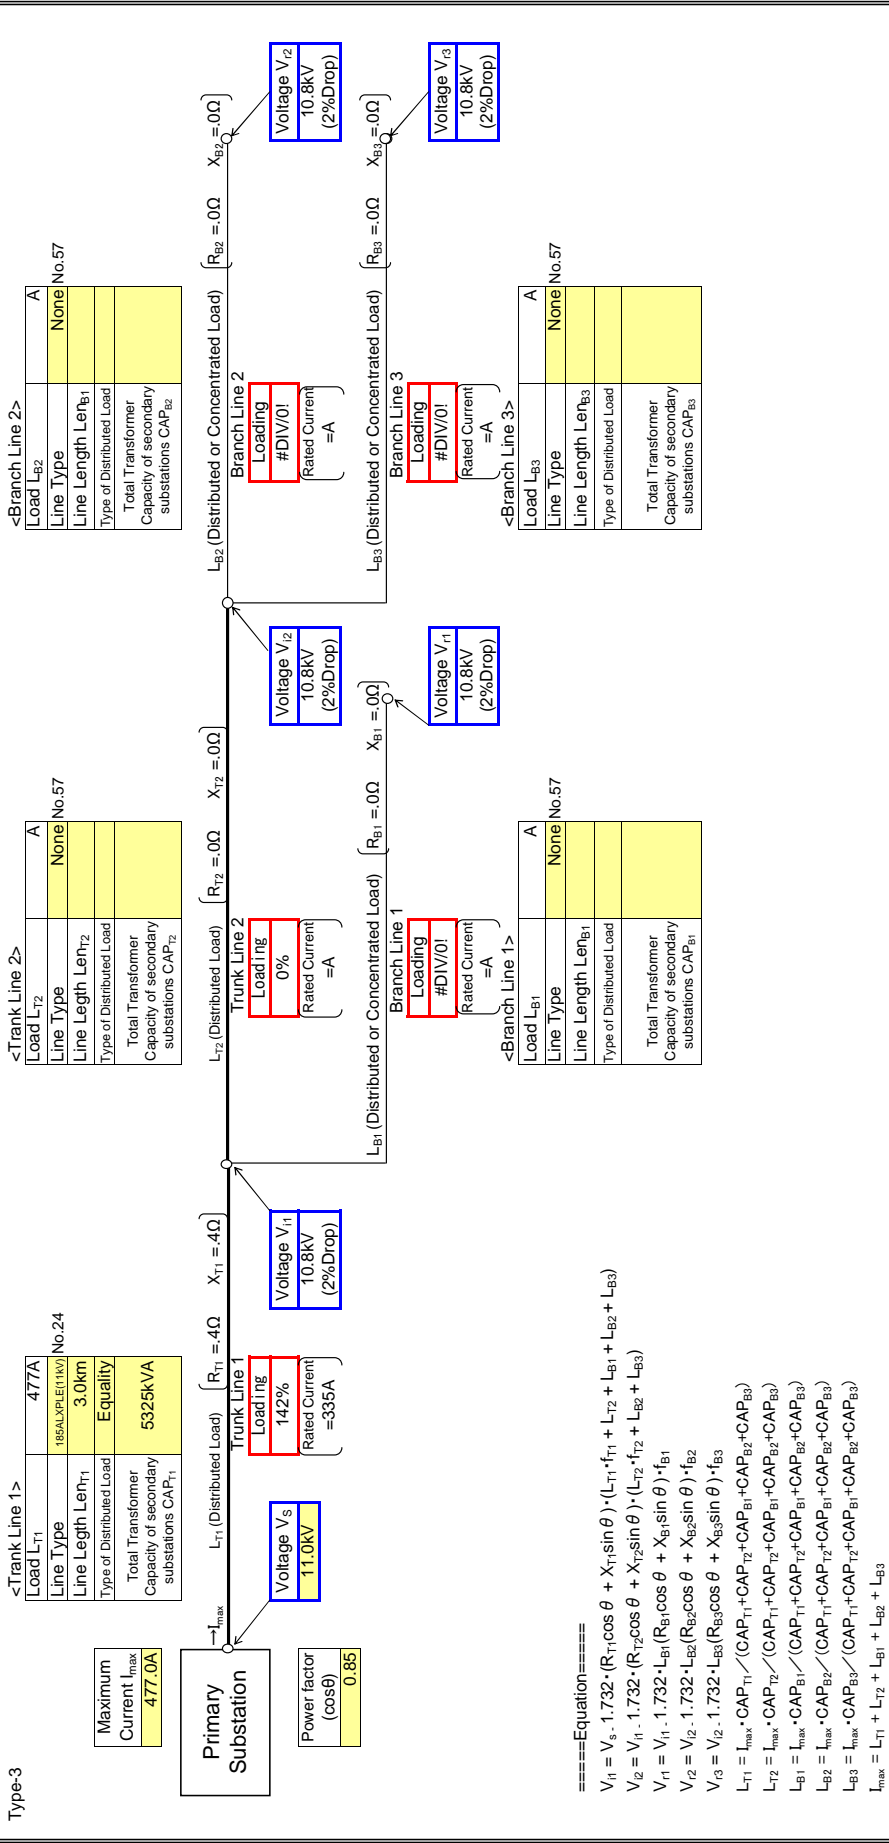 Type-3
<Trank Line 1>
Load L_T1 477A
Line Type 185ALXPLE(11kV) No.24
Line Legth Len_T1 3.0km
Type of Distributed Load Equality
Total Transformer
Capacity of secondary
substations CAP_T1
5325kVA
<Trank Line 2>
Load L_T2 A
Line Type None No.57
Line Legth Len_T2
Type of Distributed Load
Total Transformer
Capacity of secondary
substations CAP_T2
<Branch Line 2>
Load L_B2 A
Line Type None No.57
Line Length Len_B1
Type of Distributed Load
Total Transformer
Capacity of secondary
substations CAP_B2
Maximum
Current I_max
477.0A
Primary
Substation
→I_max
Power factor
(cosθ)
0.85
Voltage V_S
11.0kV
L_T1 (Distributed Load)
R_T1 =.4Ω X_T1 =.4Ω
Trunk Line 1
Loading
142%
Rated Current
=335A
Voltage V_i1
10.8kV
(2%Drop)
L_T2 (Distributed Load)
R_T2 =.0Ω X_T2 =.0Ω
Trunk Line 2
Loading
0%
Rated Current
=A
Voltage V_i2
10.8kV
(2%Drop)
L_B2 (Distributed or Concentrated Load)
R_B2 =.0Ω X_B2 =.0Ω
Branch Line 2
Loading
#DIV/0!
Rated Current
=A
Voltage V_r2
10.8kV
(2%Drop)
L_B1 (Distributed or Concentrated Load)
R_B1 =.0Ω X_B1 =.0Ω
Branch Line 1
Loading
#DIV/0!
Rated Current
=A
Voltage V_r1
10.8kV
(2%Drop)
L_B3 (Distributed or Concentrated Load)
R_B3 =.0Ω X_B3 =.0Ω
Branch Line 3
Loading
#DIV/0!
Rated Current
=A
Voltage V_r3
10.8kV
(2%Drop)
<Branch Line 1>
Load L_B1 A
Line Type None No.57
Line Length Len_B1
Type of Distributed Load
Total Transformer
Capacity of secondary
substations CAP_B1
<Branch Line 3>
Load L_B3 A
Line Type None No.57
Line Length Len_B3
Type of Distributed Load
Total Transformer
Capacity of secondary
substations CAP_B3
=====Equation=====
V_i1 = V_s - 1.732・(R_T1cosθ + X_T1sinθ)・(L_T1・f_T1 + L_T2 + L_B1 + L_B2 + L_B3)
V_i2 = V_i1 - 1.732・(R_T2cosθ + X_T2sinθ)・(L_T2・f_T2 + L_B2 + L_B3)
V_r1 = V_i1 - 1.732・L_B1(R_B1cosθ + X_B1sinθ)・f_B1
V_r2 = V_i2 - 1.732・L_B2(R_B2cosθ + X_B2sinθ)・f_B2
V_r3 = V_i2 - 1.732・L_B3(R_B3cosθ + X_B3sinθ)・f_B3
L_T1 = I_max・CAP_T1／(CAP_T1+CAP_T2+CAP_B1+CAP_B2+CAP_B3)
L_T2 = I_max・CAP_T2／(CAP_T1+CAP_T2+CAP_B1+CAP_B2+CAP_B3)
L_B1 = I_max・CAP_B1／(CAP_T1+CAP_T2+CAP_B1+CAP_B2+CAP_B3)
L_B2 = I_max・CAP_B2／(CAP_T1+CAP_T2+CAP_B1+CAP_B2+CAP_B3)
L_B3 = I_max・CAP_B3／(CAP_T1+CAP_T2+CAP_B1+CAP_B2+CAP_B3)
I_max = L_T1 + L_T2 + L_B1 + L_B2 + L_B3